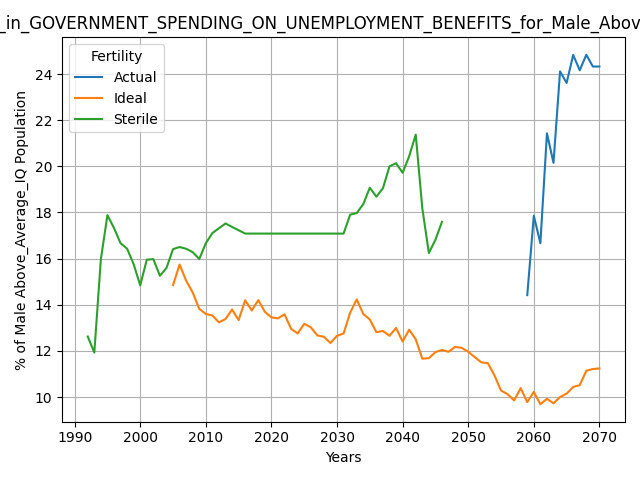 _in_GOVERNMENT_SPENDING_ON_UNEMPLOYMENT_BENEFITS_for_Male_Abov
Fertility
Actual
Ideal
Sterile
% of Male Above_Average_IQ Population
24
22
20
18
16
14
12
10
1990 2000 2010 2020 2030 2040 2050 2060 2070
Years